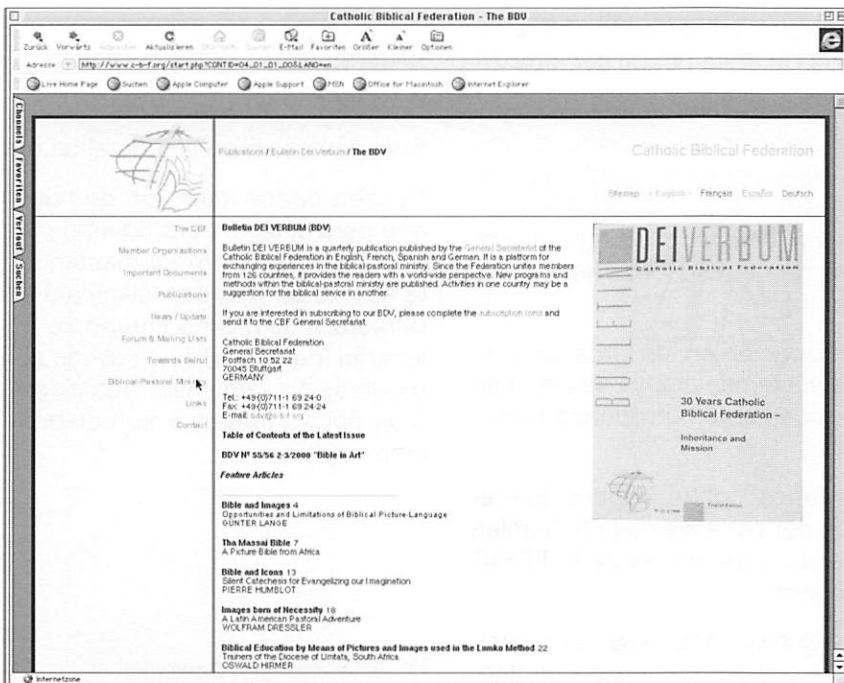 Catholic Biblical Federation - The BDV
Zurück Vorwärts Aktualisieren E-Mail Favoriten Größer Kleiner Optionen
Adresse: http://www.c-b-f.org/start.php?CONTID=04_01_01_00&LANG=en
Live Home Page Suchen Apple Computer Apple Support MSN Office for Macintosh Internet Explorer
Channels
Favoriten
Verlauf
Suchen
Publications / Bulletin Dei Verbum / The BDV
Catholic Biblical Federation
Sitemap • English • Français Español Deutsch
The CBF
Member Organizations
Important Documents
Publications
News / Update
Forum & Mailing Lists
Towards Beirut
Biblical-Pastoral Ministry
Links
Contact
Bulletin DEI VERBUM (BDV)
Bulletin DEI VERBUM is a quarterly publication published by the General Secretariat of the
Catholic Biblical Federation in English, French, Spanish and German. It is a platform for
exchanging experiences in the biblical-pastoral ministry. Since the Federation unites members
from 126 countries, it provides the readers with a worldwide perspective. New programs and
methods within the biblical-pastoral ministry are published. Activities in one country may be a
suggestion for the biblical service in another.
If you are interested in subscribing to our BDV, please complete the subscription form and
send it to the CBF General Secretariat.
Catholic Biblical Federation
General Secretariat
Postfach 10 52 22
70045 Stuttgart
GERMANY
Tel.: +49-(0)711-1 69 24-0
Fax: +49-(0)711-1 69 24-24
E-mail:
Table of Contents of the Latest Issue
BDV Nº 55/56 2-3/2000 "Bible in Art"
Feature Articles
Bible and Images 4
Opportunities and Limitations of Biblical Picture-Language
GÜNTER LANGE
The Massai Bible 7
A Picture-Bible from Africa
Bible and Icons 13
Silent Catechesis for Evangelizing our Imagination
PIERRE HUMBLOT
Images born of Necessity 18
A Latin American Pastoral Adventure
WOLFRAM DRESSLER
Biblical Education by Means of Pictures and Images used in the Lumko Method 22
Trainers of the Diocese of Umtata, South Africa
OSWALD HIRMER
DEI VERBUM
Catholic Biblical Federation
BULLETIN
30 Years Catholic
Biblical Federation –
Inheritance and
Mission
Internetzone